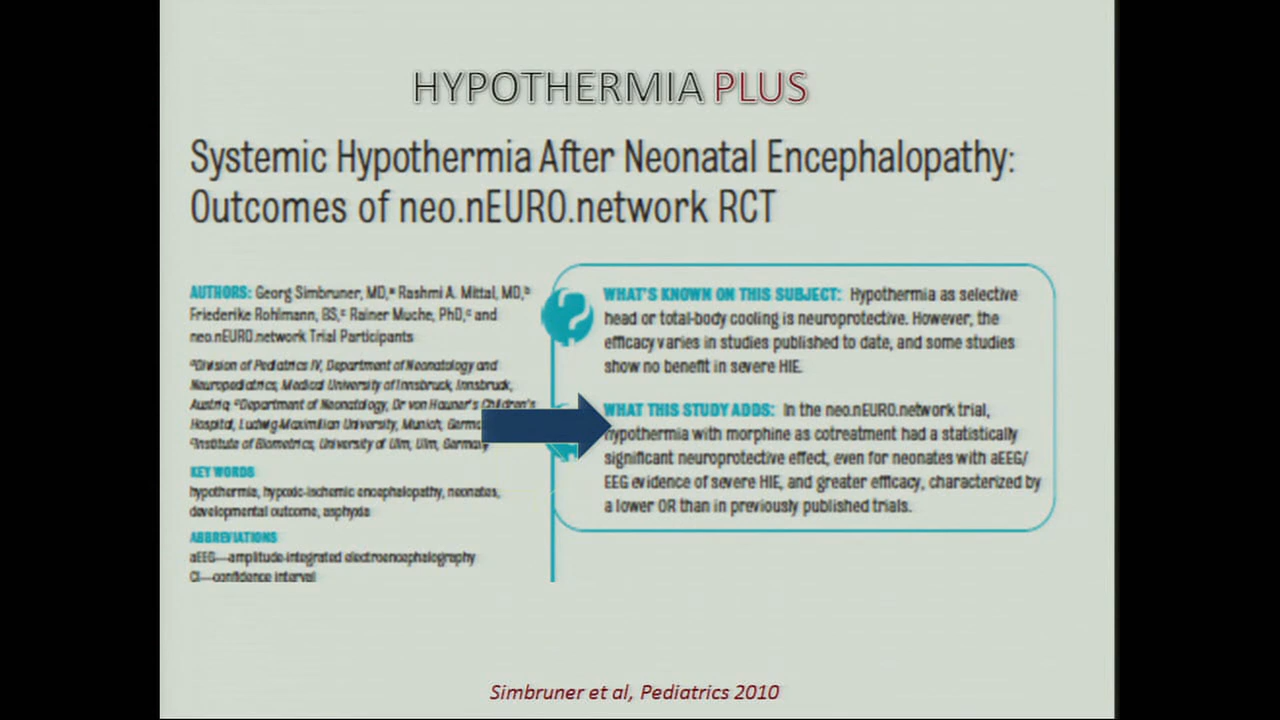 HYPOTHERMIA PLUS
Systemic Hypothermia After Neonatal Encephalopathy:
Outcomes of neo.nEURO.network RCT
AUTHORS: Georg Simbruner, MD,ᵃ Rashmi A. Mittal, MD,ᵇ
Friederike Rohlmann, BS,ᶜ Rainer Muche, PhD,ᶜ and
neo.nEURO.network Trial Participants
ᵃDivision of Pediatrics IV, Department of Neonatology and
Neuropediatrics, Medical University of Innsbruck, Innsbruck,
Austria; Department of Neonatology, Dr von Hauner's Children's
Hospital, Ludwig-Maximilian University, Munich,
ᶜInstitute of Biometrics, University of Ulm, Ulm, Germany
KEY WORDS
hypothermia, hypoxic-ischemic encephalopathy, neonates,
developmental outcome, asphyxia
ABBREVIATIONS
aEEG—amplitude-integrated electroencephalography
CI—confidence interval
WHAT'S KNOWN ON THIS SUBJECT: Hypothermia as selective
head or total-body cooling is neuroprotective. However, the
efficacy varies in studies published to date, and some studies
show no benefit in severe HIE.
WHAT THIS STUDY ADDS: In the neo.nEURO.network trial,
hypothermia with morphine as cotreatment had a statistically
significant neuroprotective effect, even for neonates with aEEG/
EEG evidence of severe HIE, and greater efficacy, characterized by
a lower OR than in previously published trials.
Simbruner et al, Pediatrics 2010